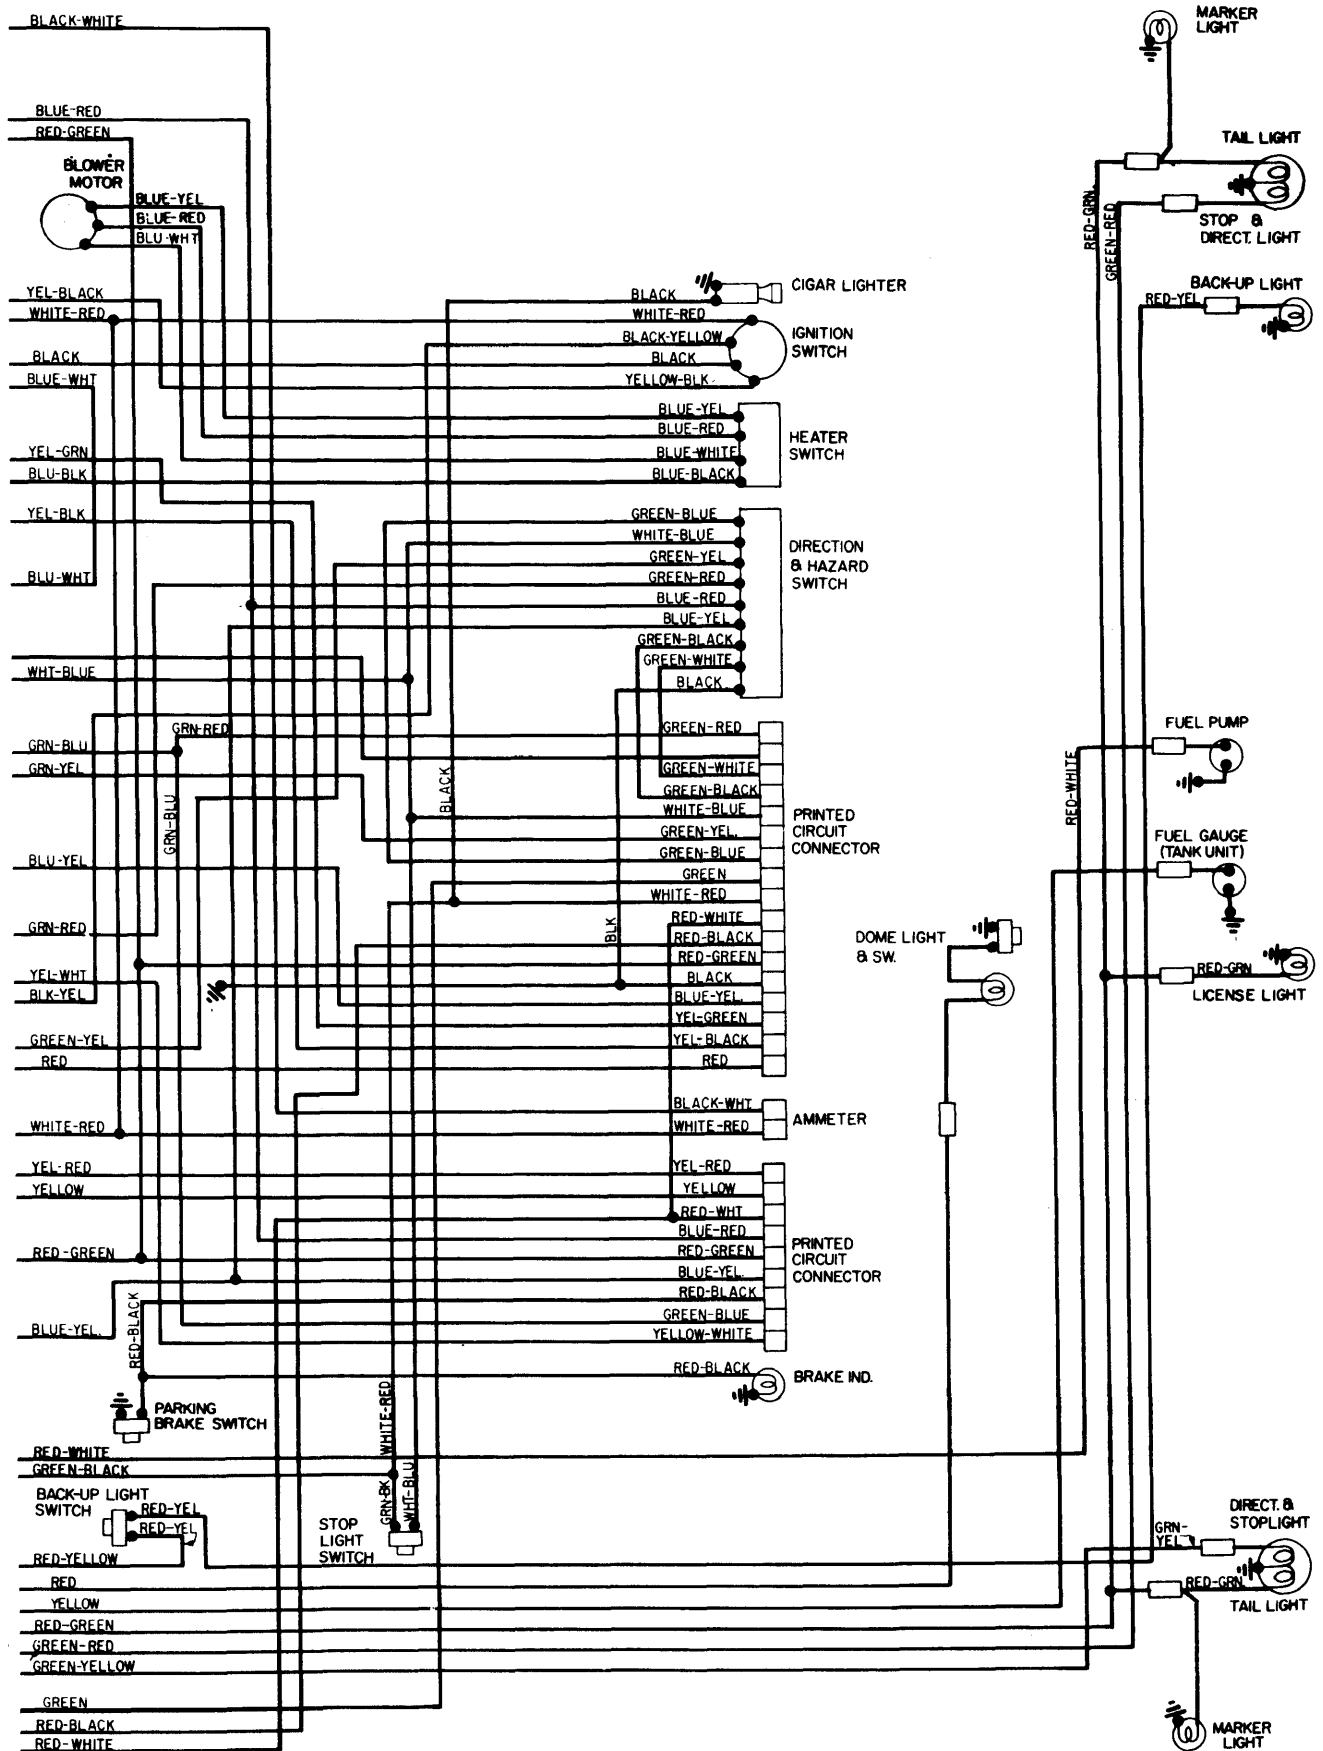 BLACK-WHITE
BLUE-RED
RED-GREEN
BLOWER
MOTOR
BLUE-YEL
BLUE-RED
BLU-WHT
YEL-BLACK
WHITE-RED
BLACK
BLUE-WHT
YEL-GRN
BLU-BLK
YEL-BLK
BLU-WHT
WHT-BLUE
GRN-RED
GRN-BLU
GRN-YEL
GRN-BLU
BLU-YEL
GRN-RED
YEL-WHT
BLK-YEL
GREEN-YEL
RED
WHITE-RED
YEL-RED
YELLOW
RED-GREEN
BLUE-YEL.
RED-BLACK
PARKING
BRAKE SWITCH
RED-WHITE
GREEN-BLACK
BACK-UP LIGHT
SWITCH
RED-YEL
RED-YEL
RED-YELLOW
RED
YELLOW
RED-GREEN
GREEN-RED
GREEN-YELLOW
GREEN
RED-BLACK
RED-WHITE
STOP
LIGHT
SWITCH
GRN-BK
WHITE-RED
WHT-BLU
BLACK
BLK
BLACK
CIGAR LIGHTER
WHITE-RED
BLACK-YELLOW
BLACK
YELLOW-BLK
IGNITION
SWITCH
BLUE-YEL
BLUE-RED
BLUE-WHITE
BLUE-BLACK
HEATER
SWITCH
GREEN-BLUE
WHITE-BLUE
GREEN-YEL
GREEN-RED
BLUE-RED
BLUE-YEL
GREEN-BLACK
GREEN-WHITE
BLACK
DIRECTION
& HAZARD
SWITCH
GREEN-RED
GREEN-WHITE
GREEN-BLACK
WHITE-BLUE
GREEN-YEL.
GREEN-BLUE
GREEN
WHITE-RED
RED-WHITE
RED-BLACK
RED-GREEN
BLACK
BLUE-YEL.
YEL-GREEN
YEL-BLACK
RED
PRINTED
CIRCUIT
CONNECTOR
BLACK-WHT.
WHITE-RED
AMMETER
YEL-RED
YELLOW
RED-WHT
BLUE-RED
RED-GREEN
BLUE-YEL.
RED-BLACK
GREEN-BLUE
YELLOW-WHITE
PRINTED
CIRCUIT
CONNECTOR
RED-BLACK
BRAKE IND.
DOME LIGHT
& SW.
MARKER
LIGHT
TAIL LIGHT
RED-GRN.
GREEN-RED
STOP &
DIRECT. LIGHT
BACK-UP LIGHT
RED-YEL
FUEL PUMP
RED-WHITE
FUEL GAUGE
(TANK UNIT)
RED-GRN
LICENSE LIGHT
DIRECT. &
STOPLIGHT
GRN-
YEL
RED-GRN.
TAIL LIGHT
MARKER
LIGHT